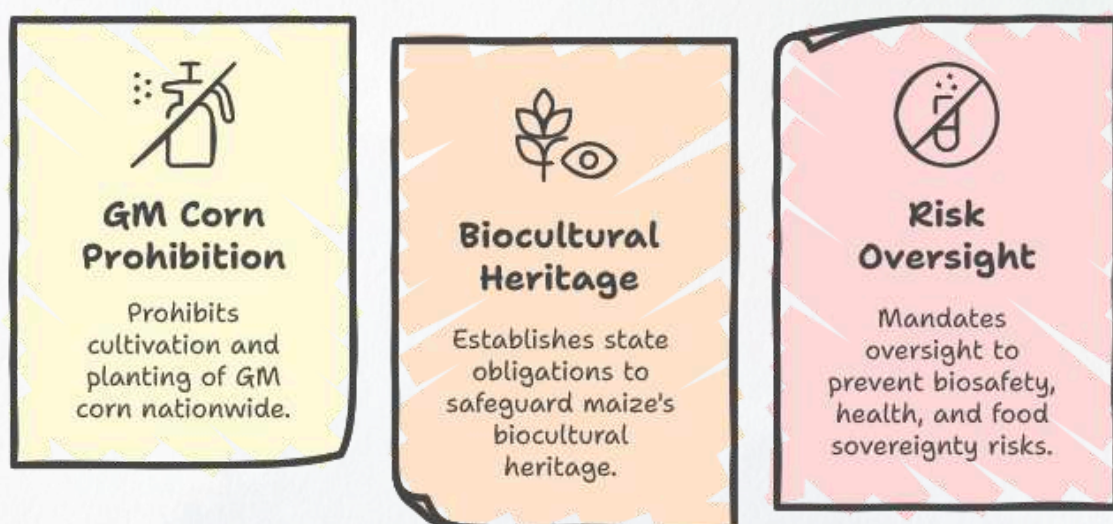 GM Corn
Prohibition
Prohibits
cultivation and
planting of GM
corn nationwide.
Biocultural
Heritage
Establishes state
obligations to
safeguard maize's
biocultural
heritage.
Risk
Oversight
Mandates
oversight to
prevent biosafety,
health, and food
sovereignty risks.